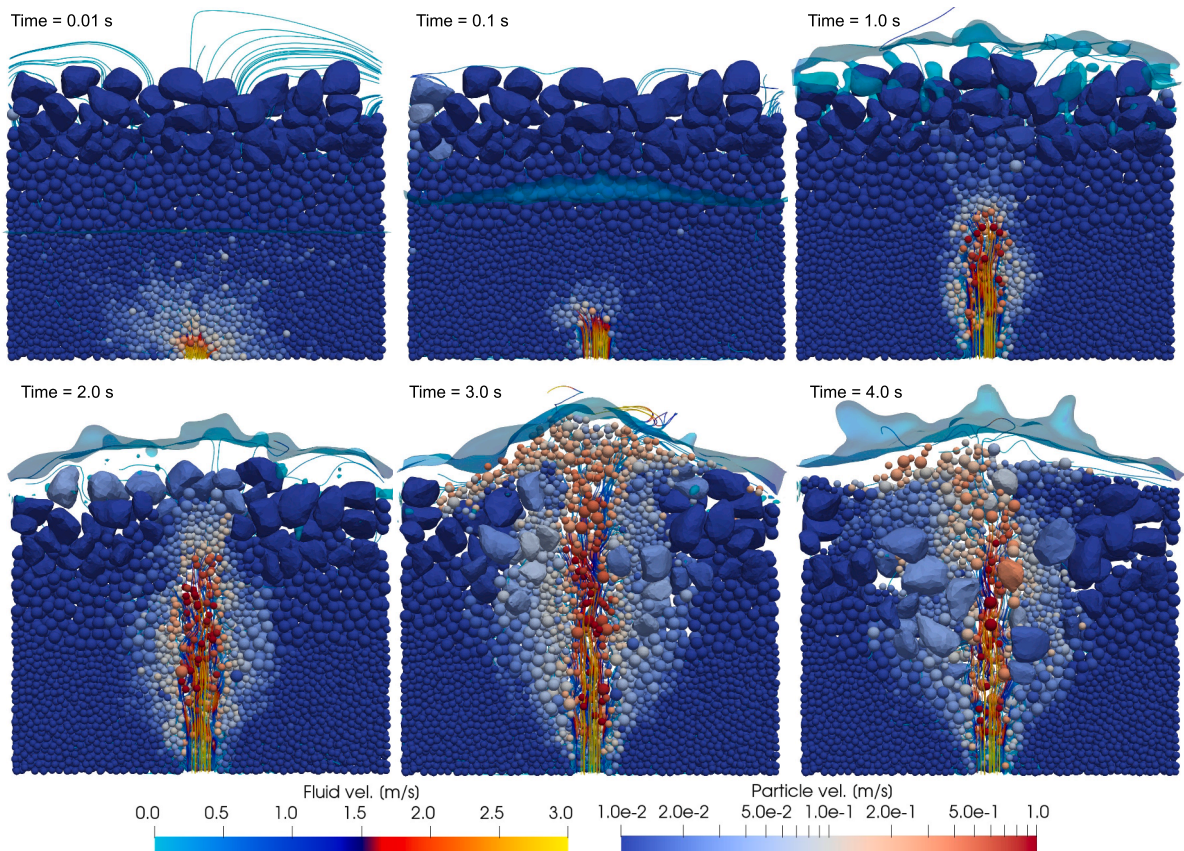 Time = 0.01 s
Time = 0.1 s
Time = 1.0 s
Time = 2.0 s
Time = 3.0 s
Time = 4.0 s
Fluid vel. (m/s)
0.0 0.5 1.0 1.5 2.0 2.5 3.0
Particle vel. (m/s)
1.0e-2 2.0e-2 5.0e-2 1.0e-1 2.0e-1 5.0e-1 1.0